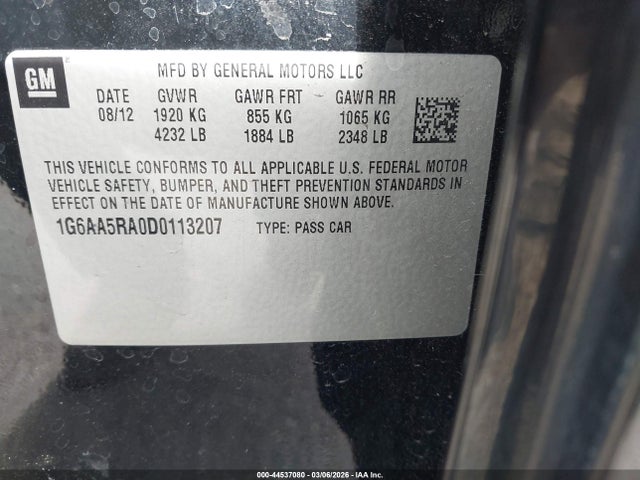 GM
MFD BY GENERAL MOTORS LLC
DATE GVWR GAWR FRT GAWR RR
08/12 1920 KG 855 KG 1065 KG
4232 LB 1884 LB 2348 LB
THIS VEHICLE CONFORMS TO ALL APPLICABLE U.S. FEDERAL MOTOR
VEHICLE SAFETY, BUMPER, AND THEFT PREVENTION STANDARDS IN
EFFECT ON THE DATE OF MANUFACTURE SHOWN ABOVE.
1G6AA5RA0D0113207 TYPE: PASS CAR
000-44537080 - 03/06/2026 - IAA Inc.